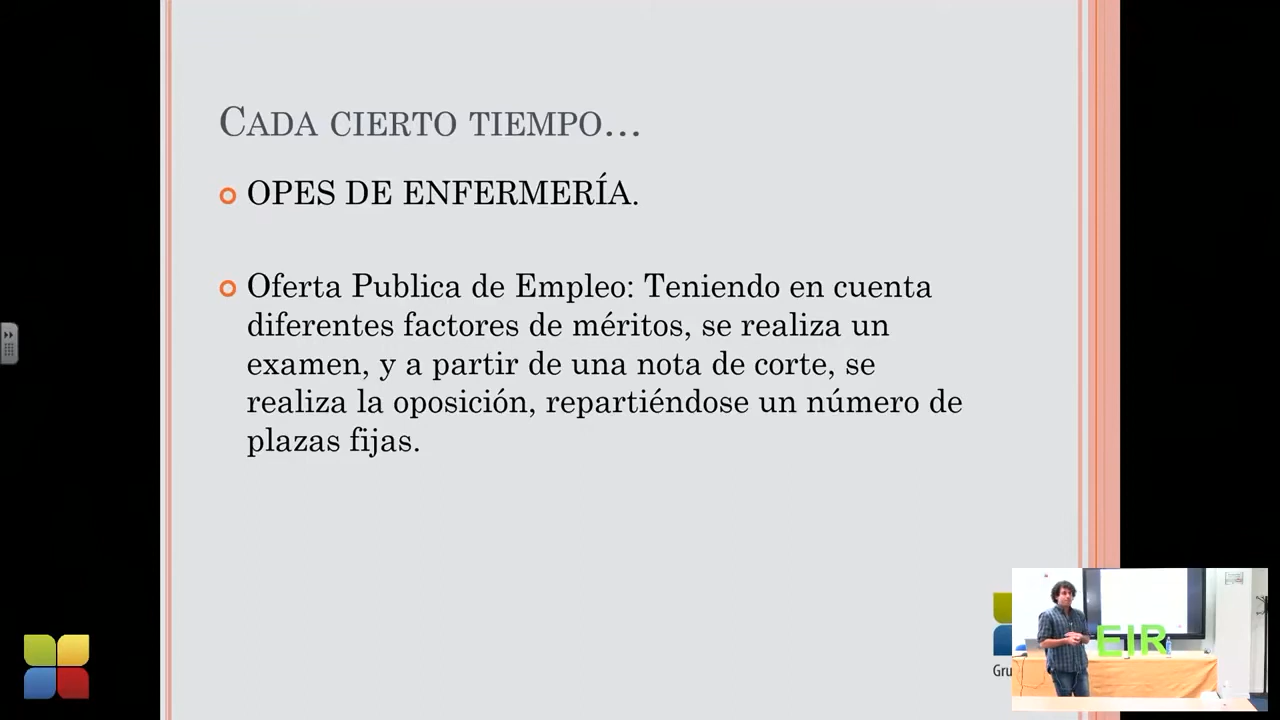 CADA CIERTO TIEMPO...
OPES DE ENFERMERÍA.
Oferta Publica de Empleo: Teniendo en cuenta
diferentes factores de méritos, se realiza un
examen, y a partir de una nota de corte, se
realiza la oposición, repartiéndose un número de
plazas fijas.
Gru
EIR